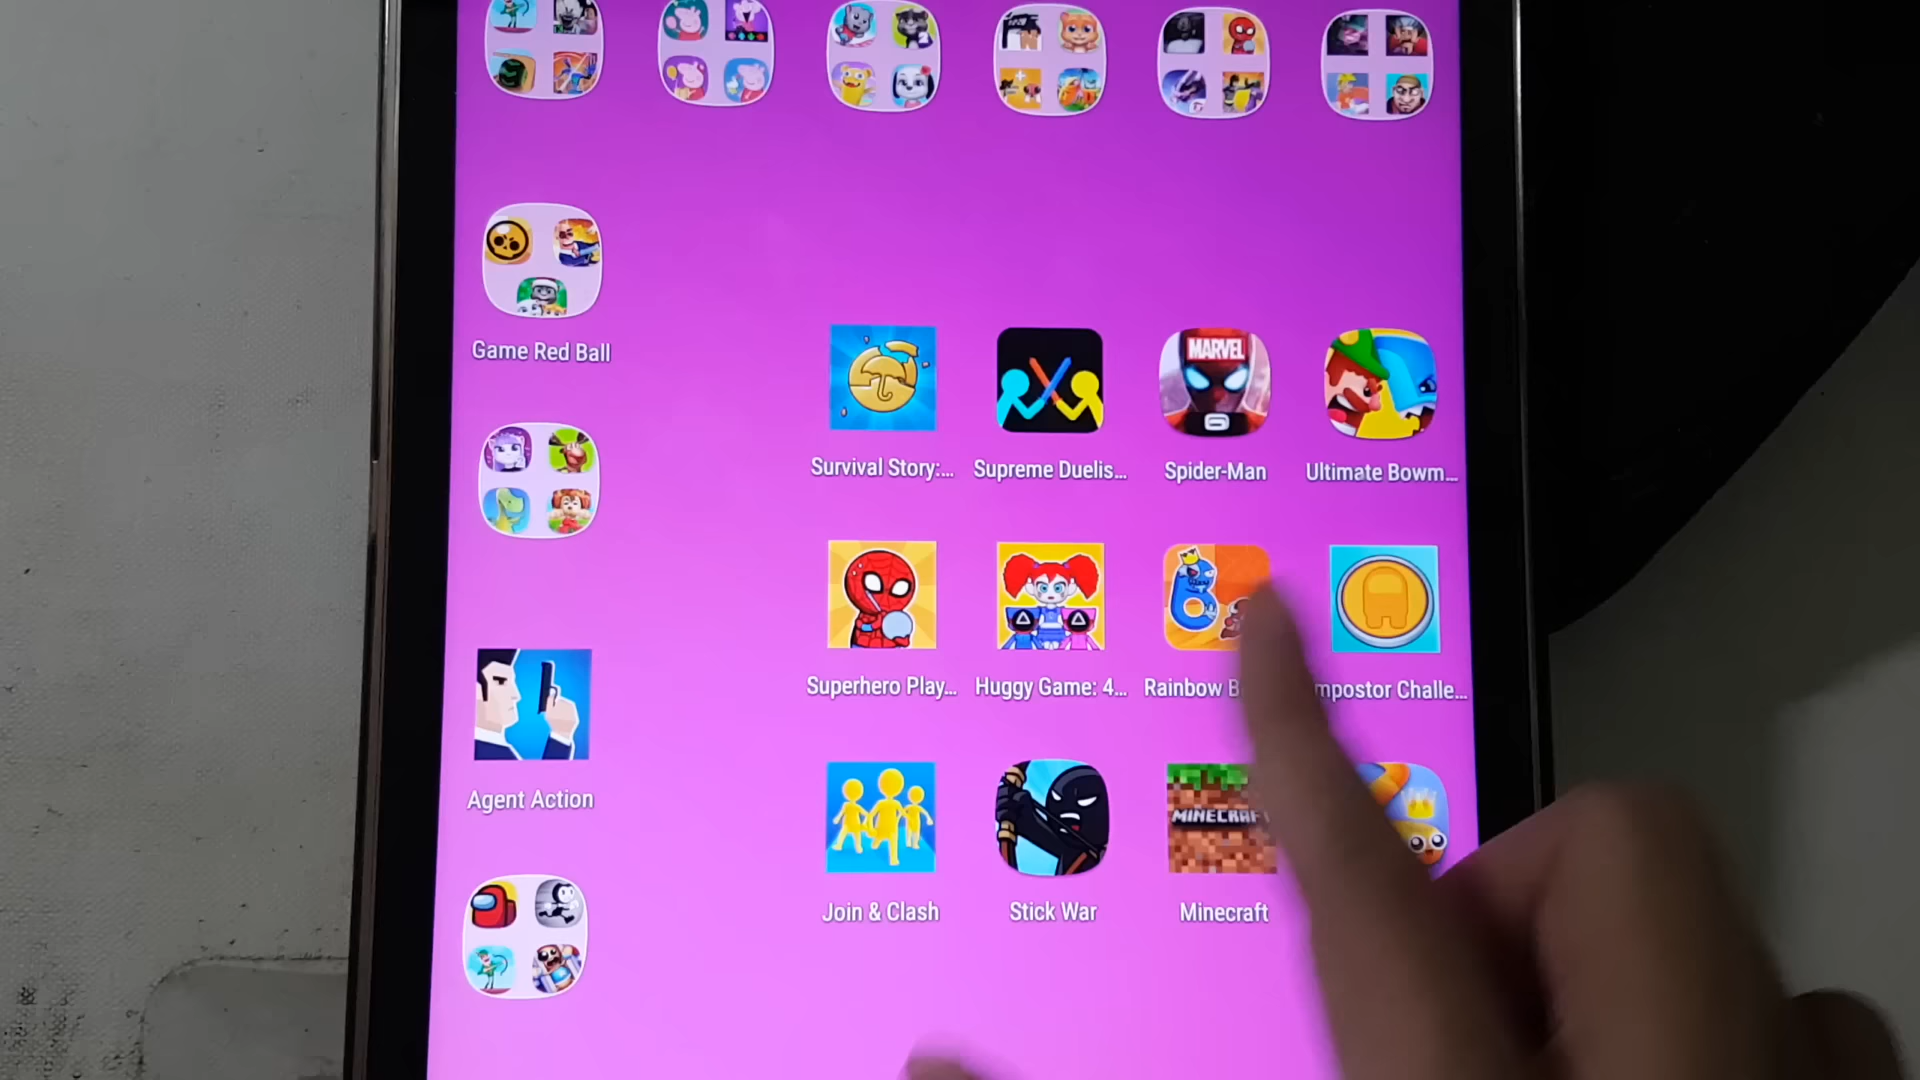 Game Red Ball
MARVEL
Survival Story:...
Supreme Duelis...
Spider-Man
Ultimate Bowm...
Superhero Play...
Huggy Game: 4...
Rainbow B
mpostor Challe...
Agent Action
MINECRAF
Join & Clash
Stick War
Minecraft